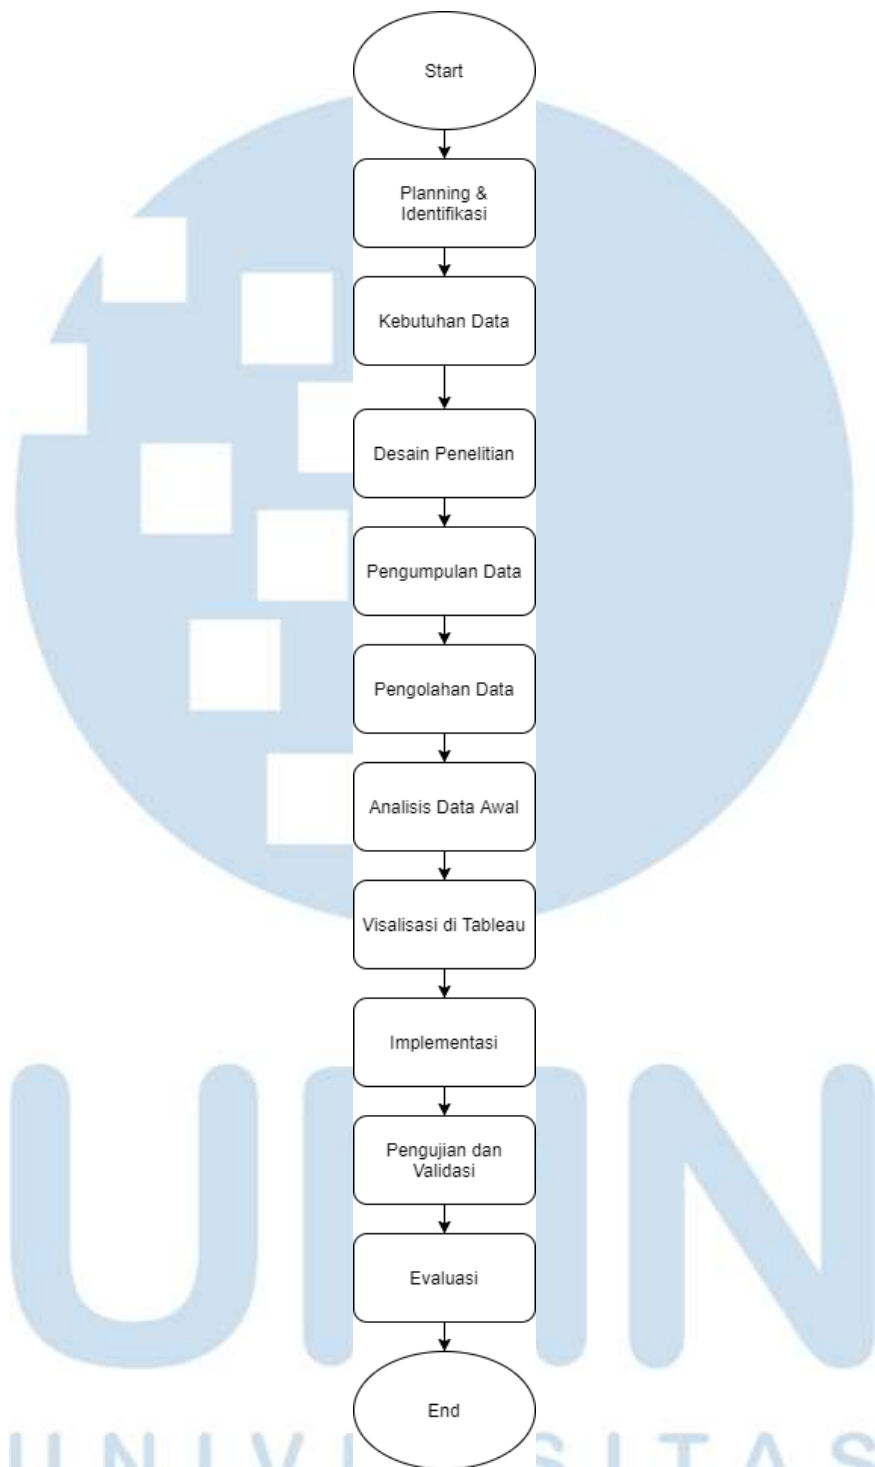 Start
Planning &
Identifikasi
Kebutuhan Data
Desain Penelitian
Pengumpulan Data
Pengolahan Data
Analisis Data Awal
Visalisasi di Tableau
Implementasi
Pengujian dan
Validasi
Evaluasi
End